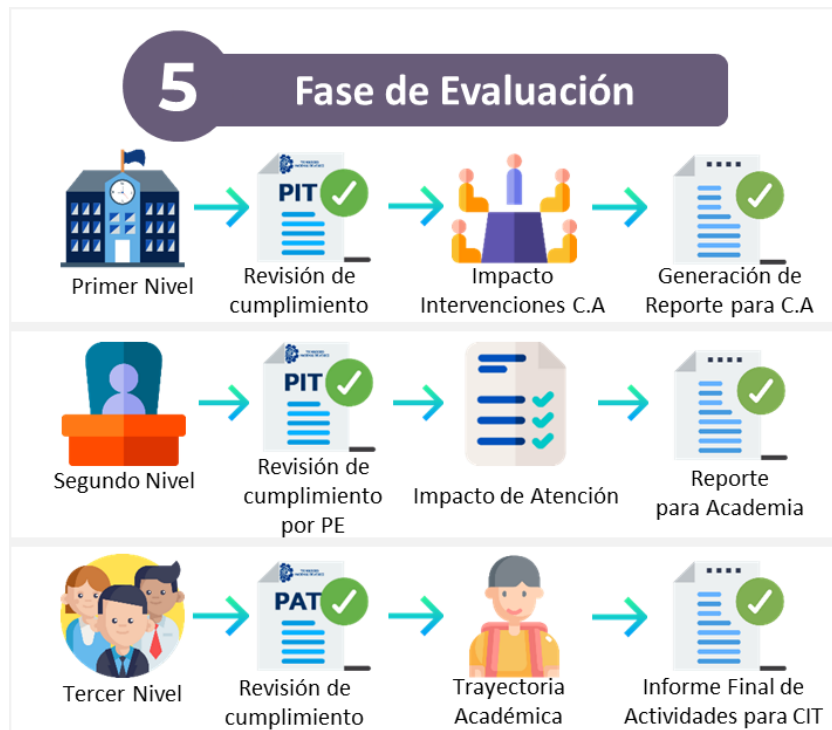 5
Fase de Evaluación
PIT
Primer Nivel
Revisión de
cumplimiento
Impacto
Intervenciones C.A
Generación de
Reporte para C.A
PIT
Segundo Nivel
Revisión de
cumplimiento
por PE
Impacto de Atención
Reporte
para Academia
PAT
Tercer Nivel
Revisión de
cumplimiento
Trayectoria
Académica
Informe Final de
Actividades para CIT